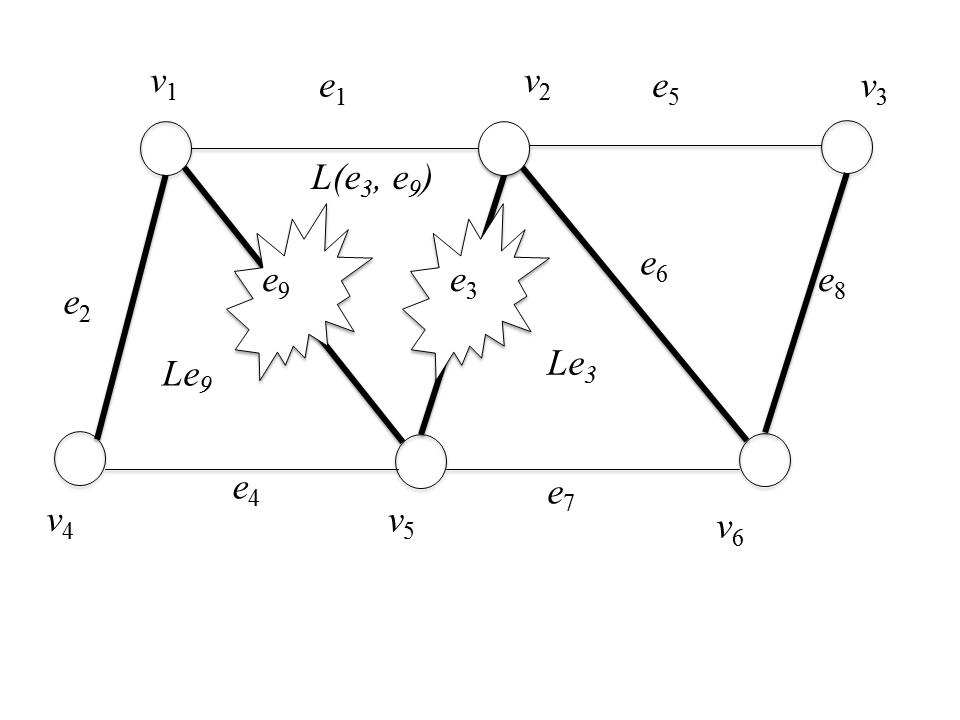 v1 e1 v2 e5 v3
L(e3, e9)
e9 e3 e6 e8
e2
Le9 Le3
e4 e7
v4 v5 v6